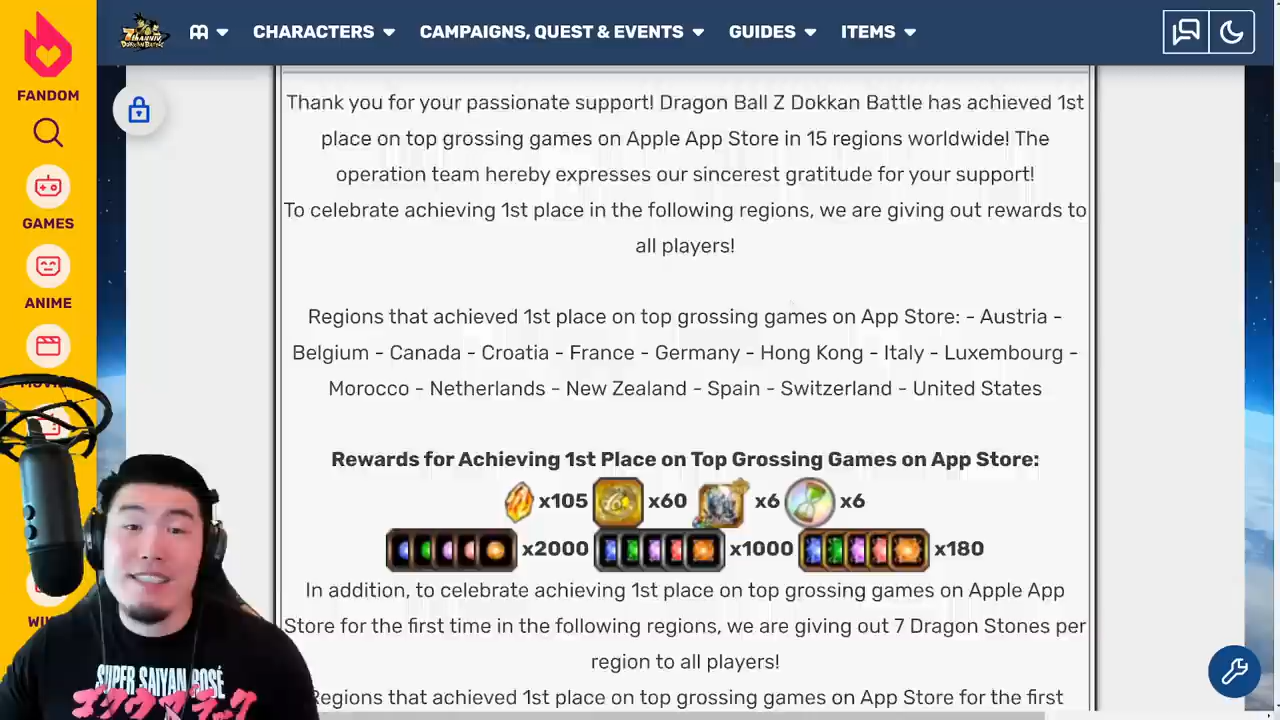 FANDOM
GAMES
ANIME
CHARACTERS
CAMPAIGNS, QUEST & EVENTS
GUIDES
ITEMS
Thank you for your passionate support! Dragon Ball Z Dokkan Battle has achieved 1st
place on top grossing games on Apple App Store in 15 regions worldwide! The
operation team hereby expresses our sincerest gratitude for your support!
To celebrate achieving 1st place in the following regions, we are giving out rewards to
all players!
Regions that achieved 1st place on top grossing games on App Store: - Austria -
Belgium - Canada - Croatia - France - Germany - Hong Kong - Italy - Luxembourg -
Morocco - Netherlands - New Zealand - Spain - Switzerland - United States
Rewards for Achieving 1st Place on Top Grossing Games on App Store:
x105 x60 x6 x6
x2000 x1000 x180
In addition, to celebrate achieving 1st place on top grossing games on Apple App
Store for the first time in the following regions, we are giving out 7 Dragon Stones per
region to all players!
Regions that achieved 1st place on top grossing games on App Store for the first
SUPER SAIYAN ROSÉ
ゴクウブラック